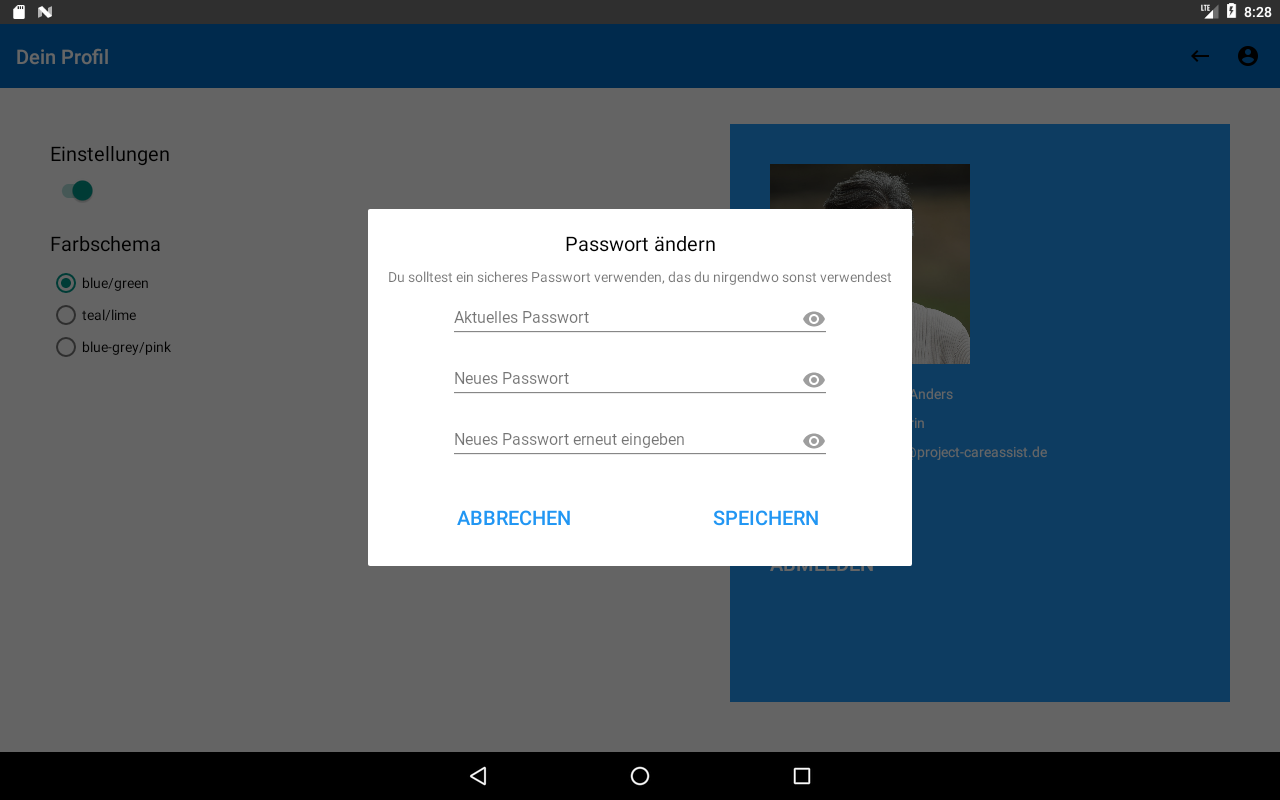 LTE 8:28
Dein Profil
Einstellungen
Farbschema
blue/green
teal/lime
blue-grey/pink
Passwort ändern
Du solltest ein sicheres Passwort verwenden, das du nirgendwo sonst verwendest
Aktuelles Passwort
Neues Passwort
Neues Passwort erneut eingeben
ABBRECHEN SPEICHERN
Anders
@project-careassist.de
ABMELDEN